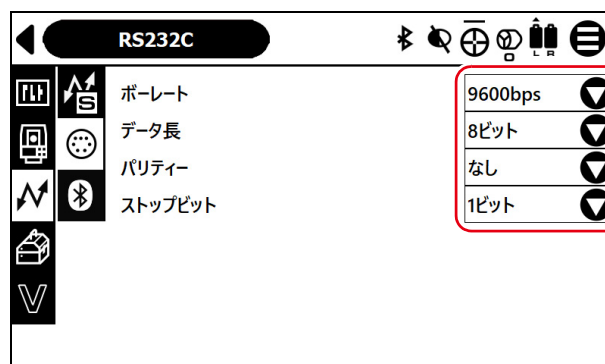 RS232C
L R
S
ボーレート 9600bps
データ長 8ビット
パリティー なし
ストップビット 1ビット